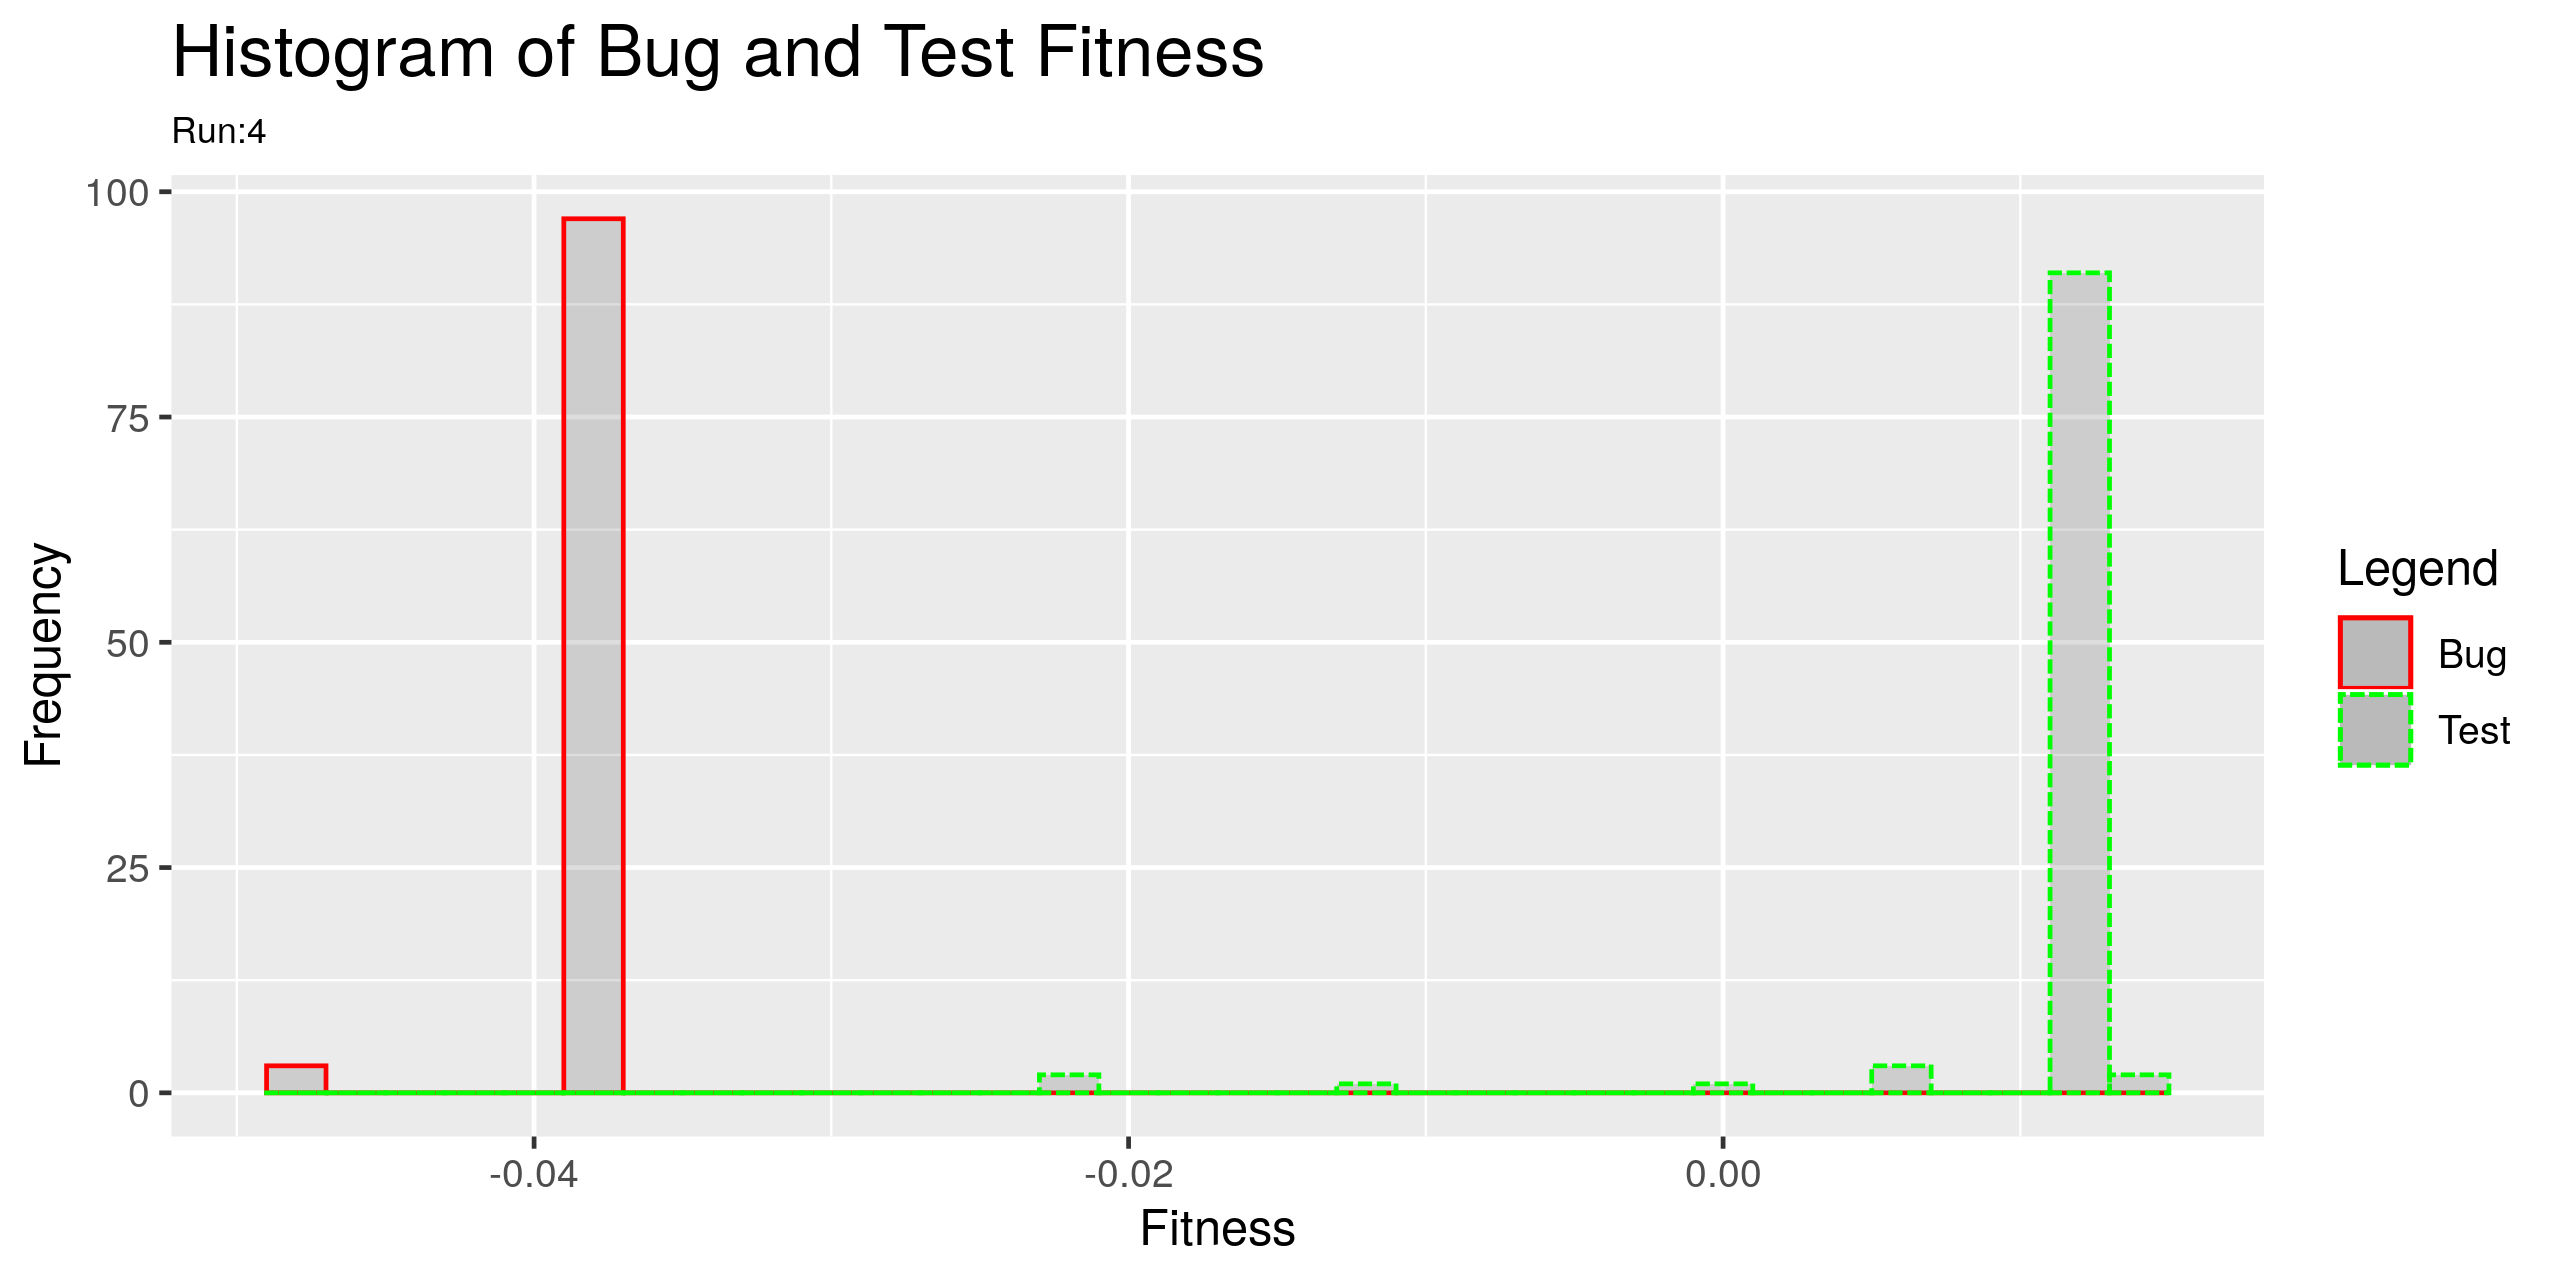 Histogram of Bug and Test Fitness
Run:4
100
75
50
25
0
Frequency
-0.04
-0.02
0.00
Fitness
Legend
Bug
Test